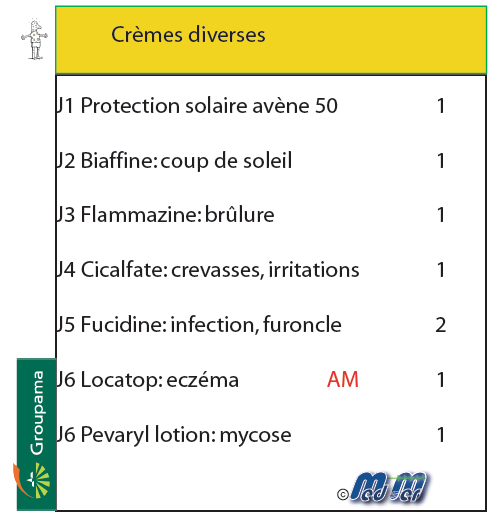 Crèmes diverses
J1 Protection solaire avène 50 1
J2 Biaffine: coup de soleil 1
J3 Flammazine: brûlure 1
J4 Cicalfate: crevasses, irritations 1
J5 Fucidine: infection, furoncle 2
J6 Locatop: eczéma AM 1
J6 Pevaryl lotion: mycose 1
Groupama
©